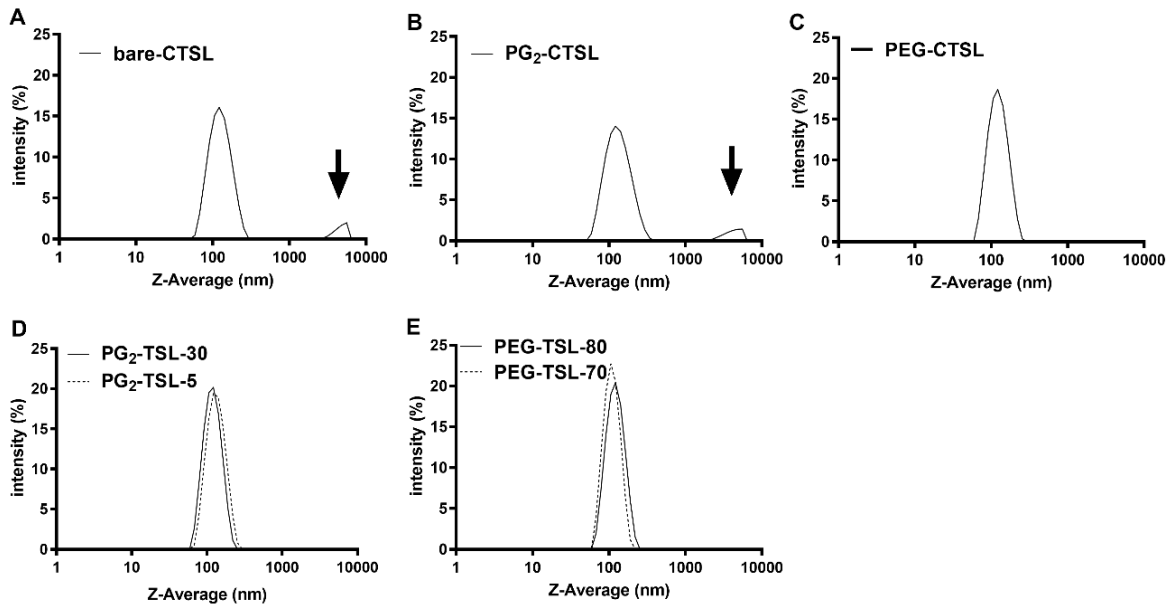 A
bare-CTSL
25
20
15
10
5
0
intensity (%)
1 10 100 1000 10000
Z-Average (nm)
B
PG₂-CTSL
25
20
15
10
5
0
intensity (%)
1 10 100 1000 10000
Z-Average (nm)
C
PEG-CTSL
25
20
15
10
5
0
intensity (%)
1 10 100 1000 10000
Z-Average (nm)
D
PG₂-TSL-30
PG₂-TSL-5
25
20
15
10
5
0
intensity (%)
1 10 100 1000 10000
Z-Average (nm)
E
PEG-TSL-80
PEG-TSL-70
25
20
15
10
5
0
intensity (%)
1 10 100 1000 10000
Z-Average (nm)